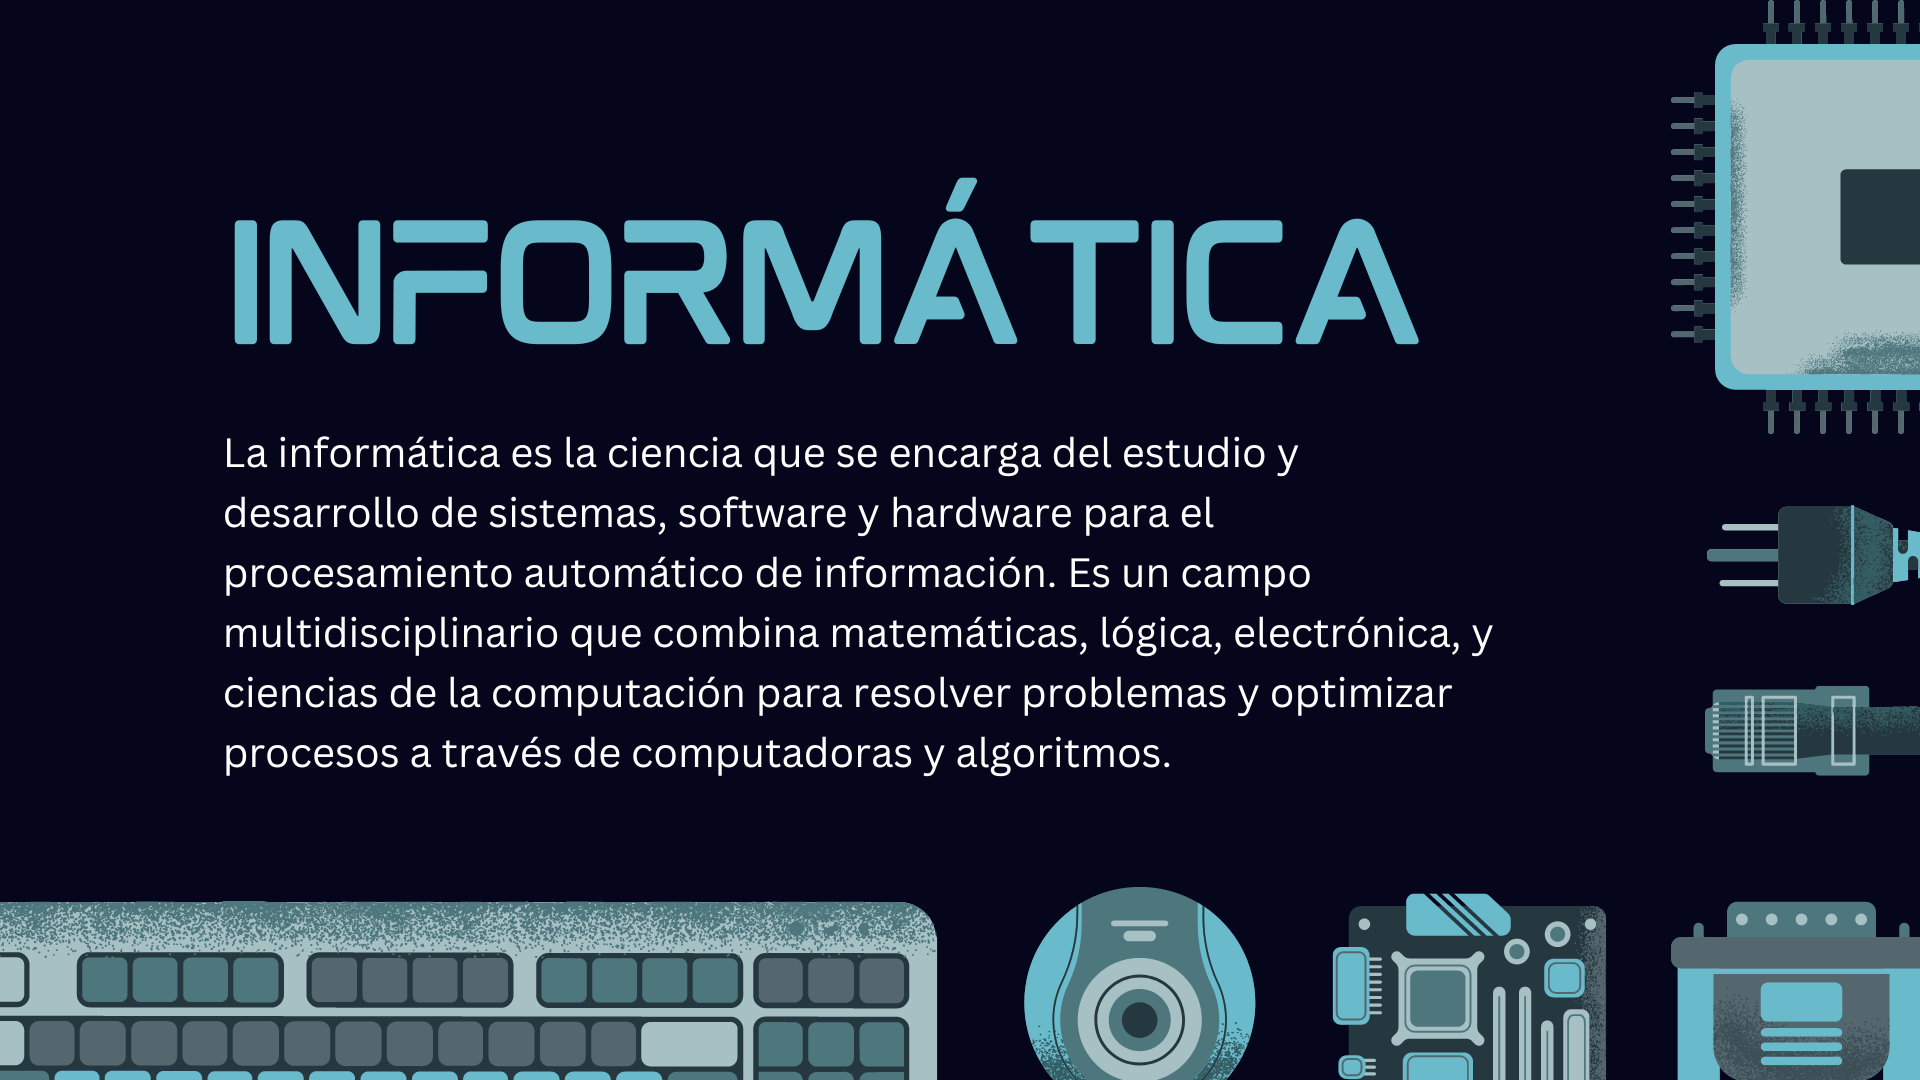 INFORMÁTICA
La informática es la ciencia que se encarga del estudio y
desarrollo de sistemas, software y hardware para el
procesamiento automático de información. Es un campo
multidisciplinario que combina matemáticas, lógica, electrónica, y
ciencias de la computación para resolver problemas y optimizar
procesos a través de computadoras y algoritmos.